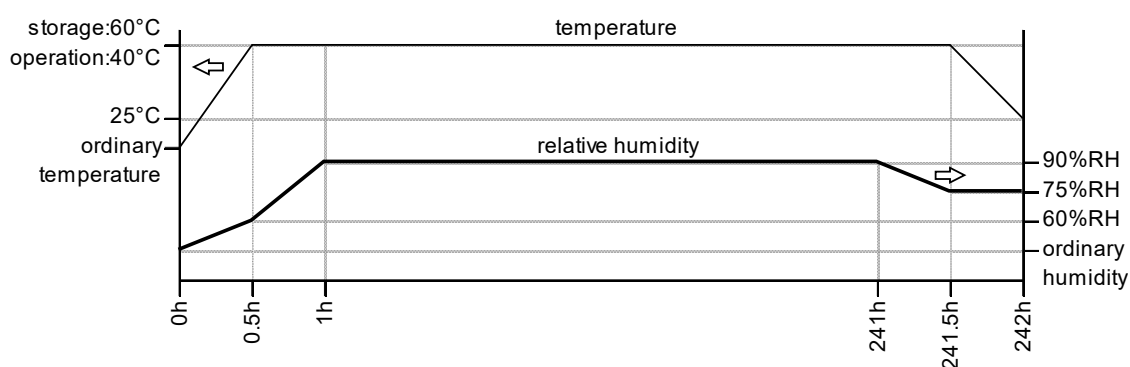 storage:60°C
operation:40°C
temperature
25°C
ordinary
temperature
relative humidity
90%RH
75%RH
60%RH
ordinary
humidity
0h
0.5h
1h
241h
241.5h
242h